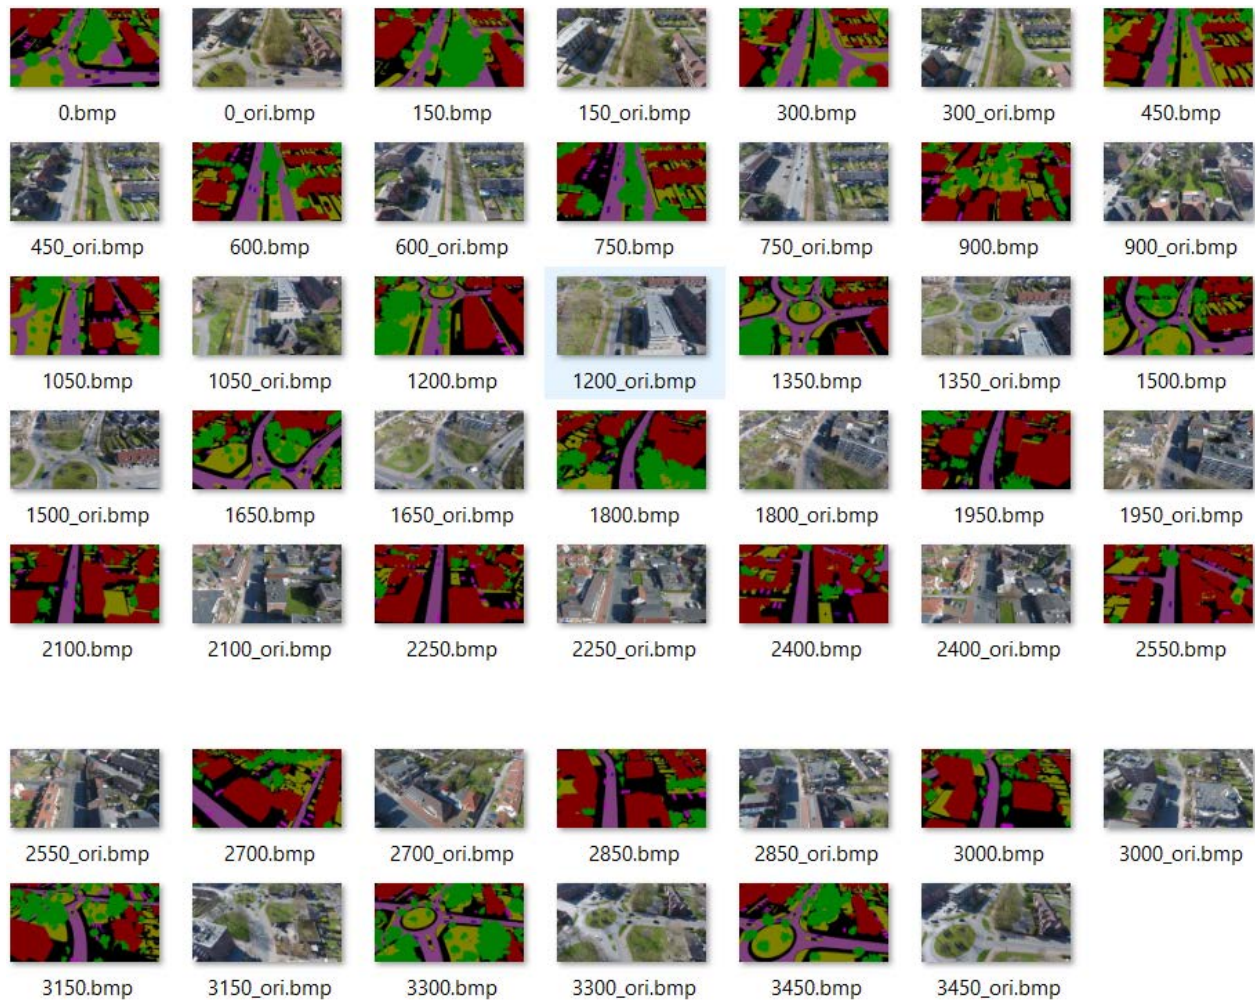 0.bmp 0_ori.bmp 150.bmp 150_ori.bmp 300.bmp 300_ori.bmp 450.bmp
450_ori.bmp 600.bmp 600_ori.bmp 750.bmp 750_ori.bmp 900.bmp 900_ori.bmp
1050.bmp 1050_ori.bmp 1200.bmp 1200_ori.bmp 1350.bmp 1350_ori.bmp 1500.bmp
1500_ori.bmp 1650.bmp 1650_ori.bmp 1800.bmp 1800_ori.bmp 1950.bmp 1950_ori.bmp
2100.bmp 2100_ori.bmp 2250.bmp 2250_ori.bmp 2400.bmp 2400_ori.bmp 2550.bmp
2550_ori.bmp 2700.bmp 2700_ori.bmp 2850.bmp 2850_ori.bmp 3000.bmp 3000_ori.bmp
3150.bmp 3150_ori.bmp 3300.bmp 3300_ori.bmp 3450.bmp 3450_ori.bmp